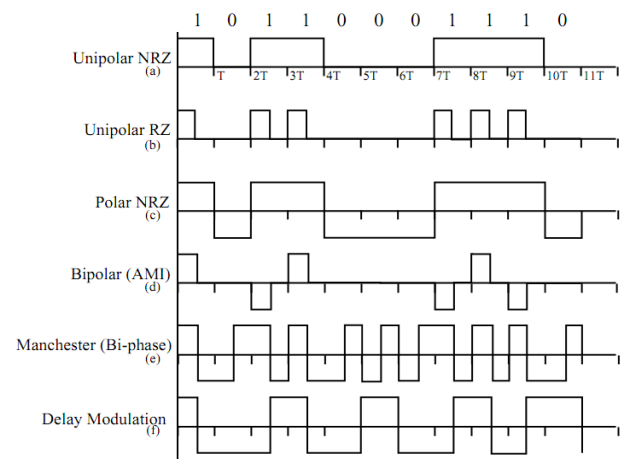 1 0 1 1 0 0 0 1 1 1 0
Unipolar NRZ
(a)
T 2T 3T 4T 5T 6T 7T 8T 9T 10T 11T
Unipolar RZ
(b)
Polar NRZ
(c)
Bipolar (AMI)
(d)
Manchester (Bi-phase)
(e)
Delay Modulation
(f)